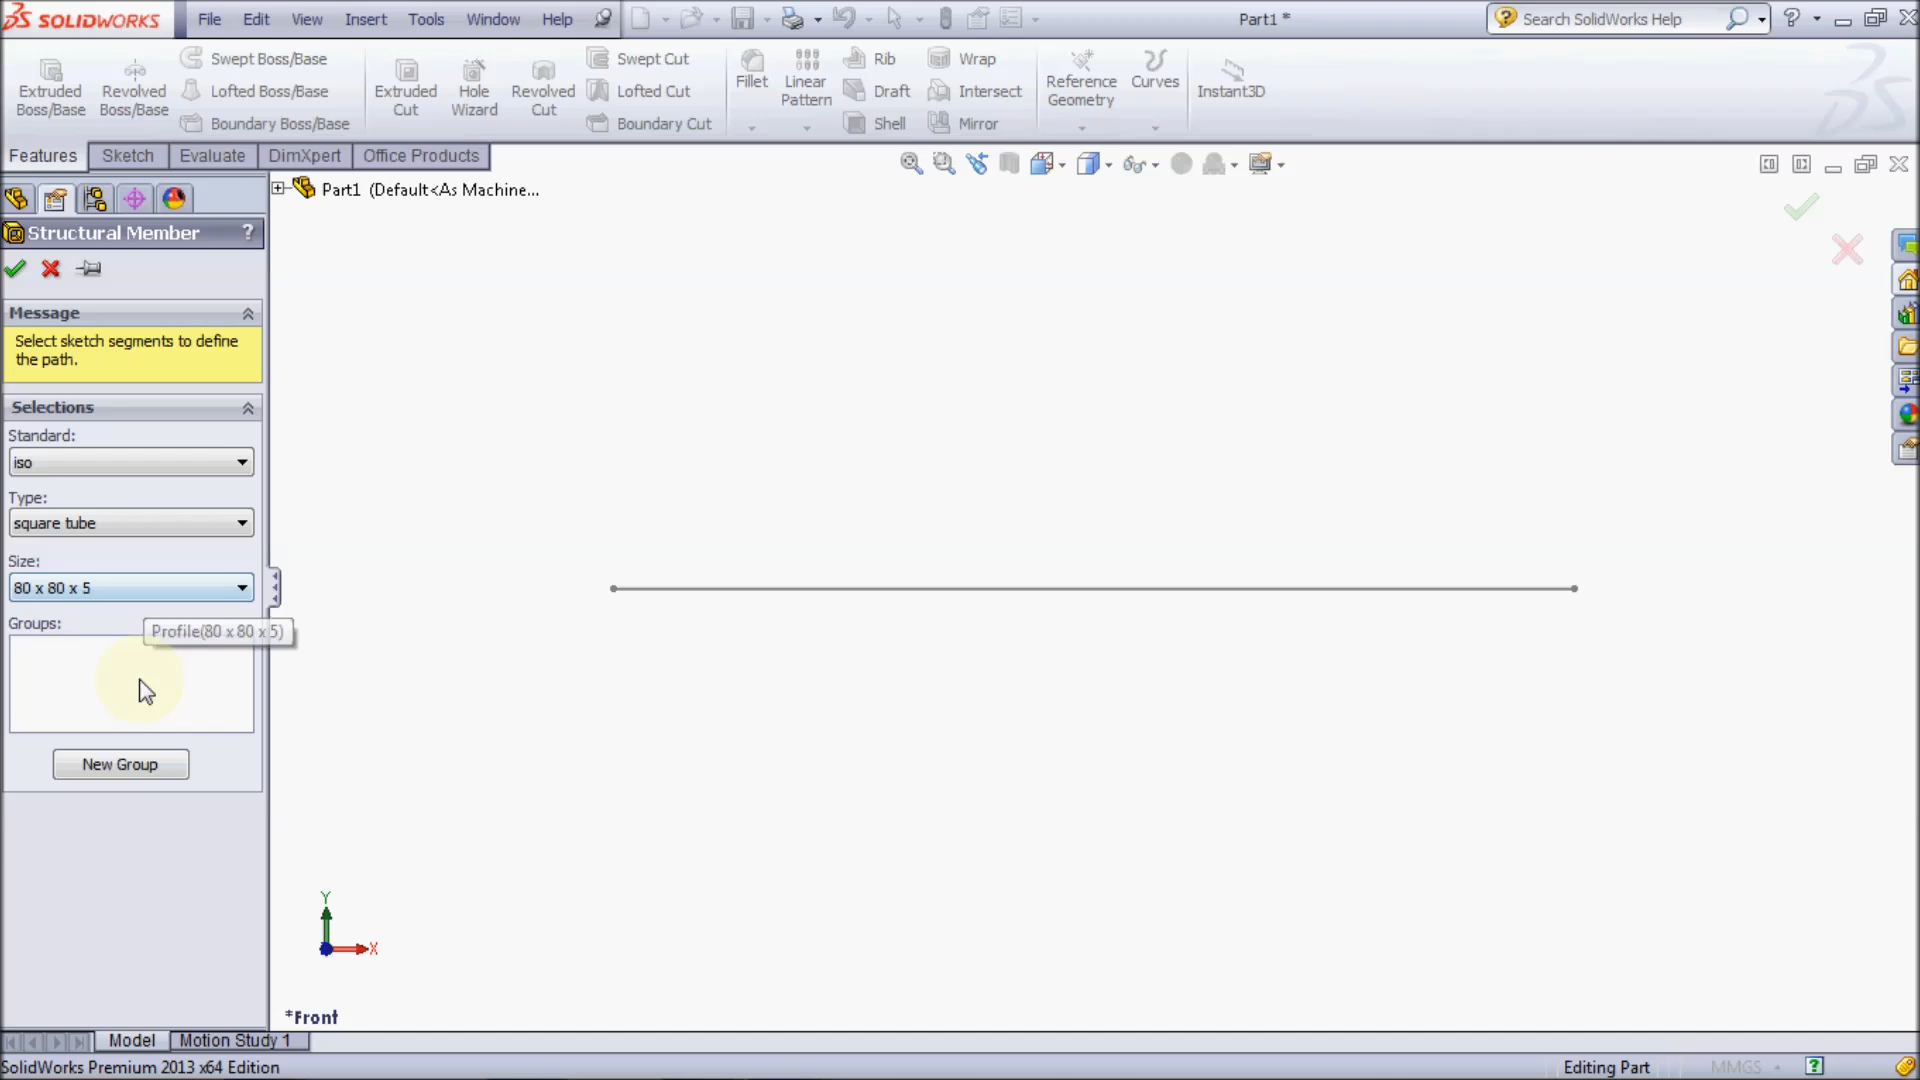 SOLIDWORKS File Edit View Insert Tools Window Help Part1 * Search SolidWorks Help
Extruded Boss/Base
Revolved Boss/Base
Swept Boss/Base
Lofted Boss/Base
Boundary Boss/Base
Extruded Cut
Hole Wizard
Revolved Cut
Swept Cut
Lofted Cut
Boundary Cut
Fillet
Linear Pattern
Rib
Draft
Shell
Wrap
Intersect
Mirror
Reference Geometry
Curves
Instant3D
Features Sketch Evaluate DimXpert Office Products
Part1 (Default<As Machine...
Structural Member ?
Message
Select sketch segments to define
the path.
Selections
Standard:
iso
Type:
square tube
Size:
80 x 80 x 5
Groups:
Profile(80 x 80 x 5)
New Group
Y
X
*Front
Model Motion Study 1
SolidWorks Premium 2013 x64 Edition Editing Part MMGS